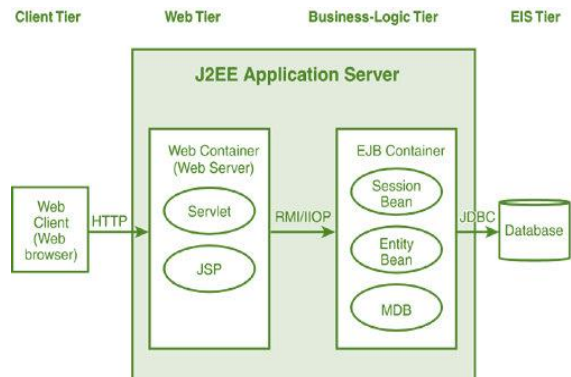 Client Tier
Web Tier
Business-Logic Tier
EIS Tier
J2EE Application Server
Web Container
(Web Server)
Servlet
JSP
EJB Container
Session
Bean
Entity
Bean
MDB
Web
Client
(Web
browser)
HTTP
RMI/IIOP
JDBC
Database